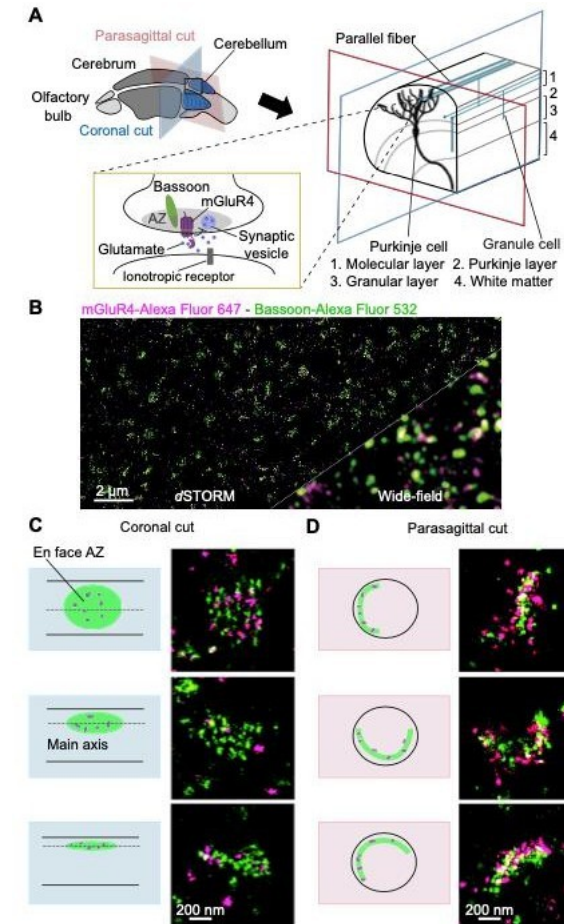 A
Parasagittal cut
Cerebellum
Cerebrum
Olfactory
bulb
Coronal cut
Parallel fiber
1
2
3
4
Bassoon
mGluR4
AZ
Glutamate
Synaptic
vesicle
Ionotropic receptor
Purkinje cell
Granule cell
1. Molecular layer 2. Purkinje layer
3. Granular layer 4. White matter
B
mGluR4-Alexa Fluor 647 - Bassoon-Alexa Fluor 532
2 µm
dSTORM
Wide-field
C
Coronal cut
D
Parasagittal cut
En face AZ
Main axis
200 nm
200 nm